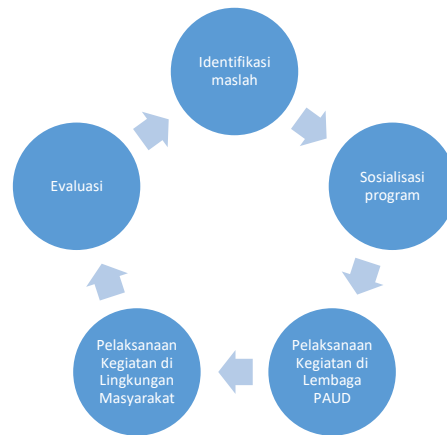 Identifikasi
maslah
Sosialisasi
program
Pelaksanaan
Kegiatan di
Lembaga
PAUD
Pelaksanaan
Kegiatan di
Lingkungan
Masyarakat
Evaluasi